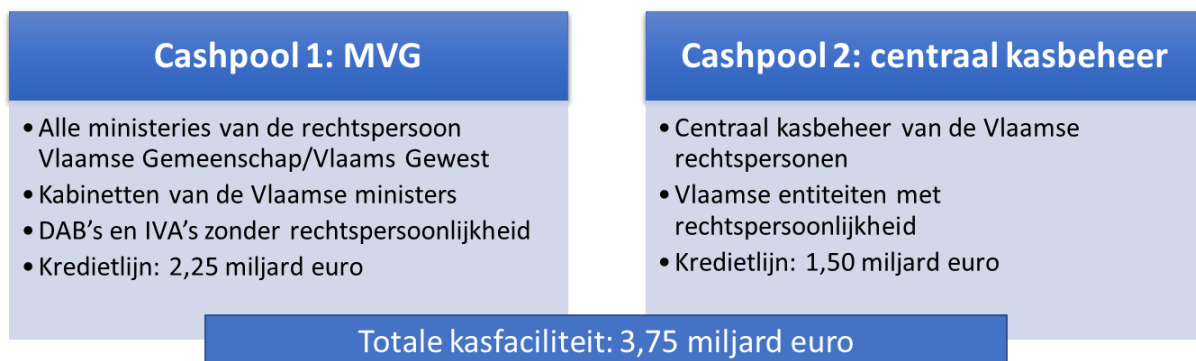 Cashpool 1: MVG
• Alle ministeries van de rechtspersoon
Vlaamse Gemeenschap/Vlaams Gewest
• Kabinetten van de Vlaamse ministers
• DAB's en IVA's zonder rechtspersoonlijkheid
• Kredietlijn: 2,25 miljard euro
Cashpool 2: centraal kasbeheer
• Centraal kasbeheer van de Vlaamse
rechtspersonen
• Vlaamse entiteiten met
rechtspersoonlijkheid
• Kredietlijn: 1,50 miljard euro
Totale kasfaciliteit: 3,75 miljard euro